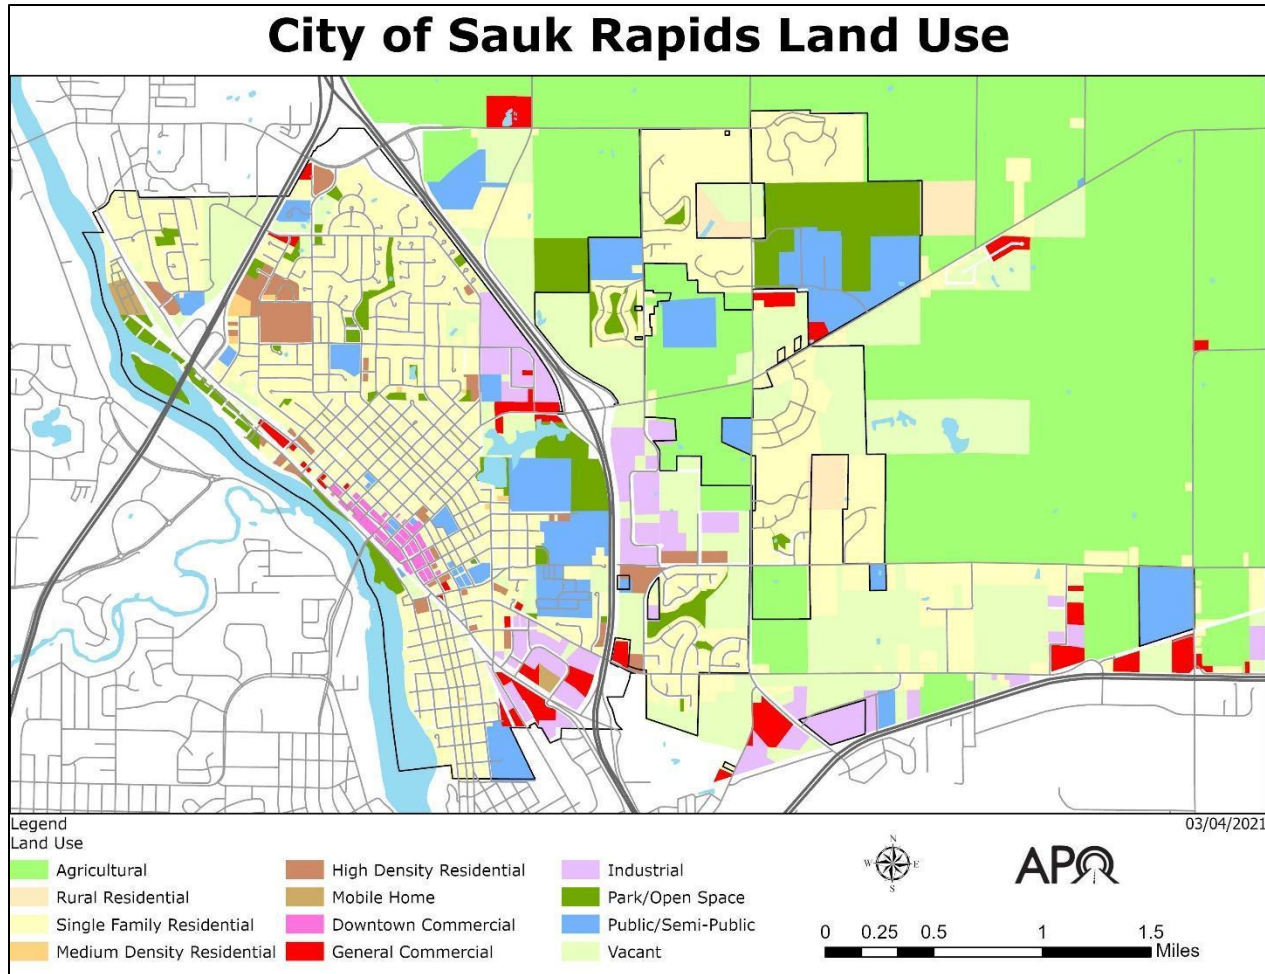 City of Sauk Rapids Land Use
03/04/2021
Legend
Land Use
Agricultural
Rural Residential
Single Family Residential
Medium Density Residential
High Density Residential
Mobile Home
Downtown Commercial
General Commercial
Industrial
Park/Open Space
Public/Semi-Public
Vacant
N
W E
S
APO
0 0.25 0.5 1 1.5
Miles